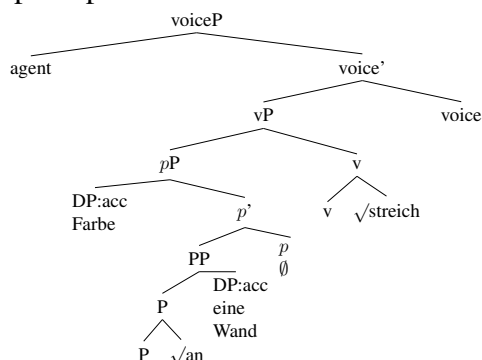 voiceP
agent voice'
vP voice
pP v
DP:acc
Farbe
p' v √streich
PP p
∅
DP:acc
eine
Wand
P
P √an